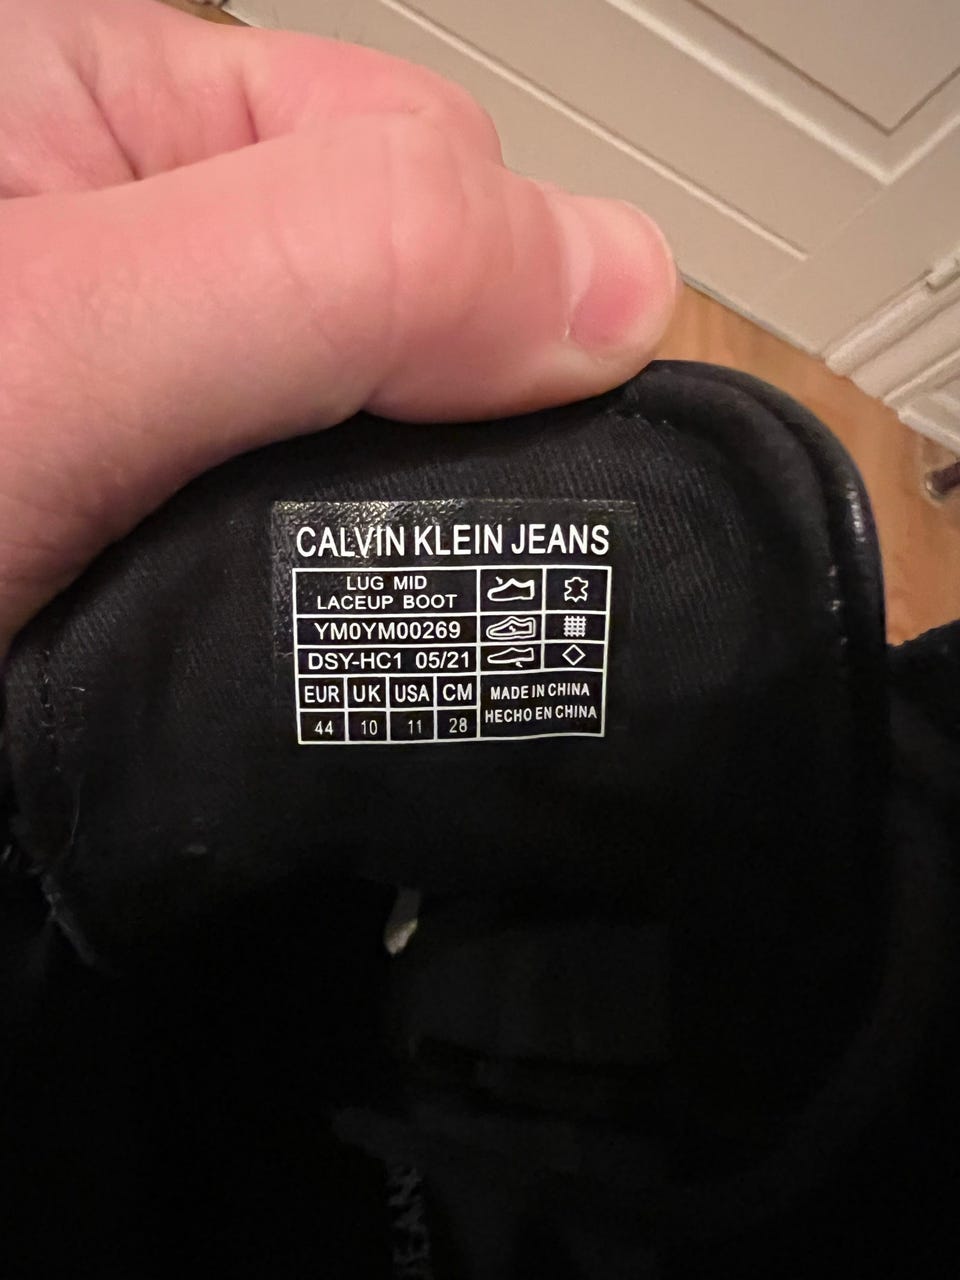 CALVIN KLEIN JEANS
LUG MID
LACEUP BOOT
YM0YM00269
DSY-HC1 05/21
EUR UK USA CM
44 10 11 28
MADE IN CHINA
HECHO EN CHINA